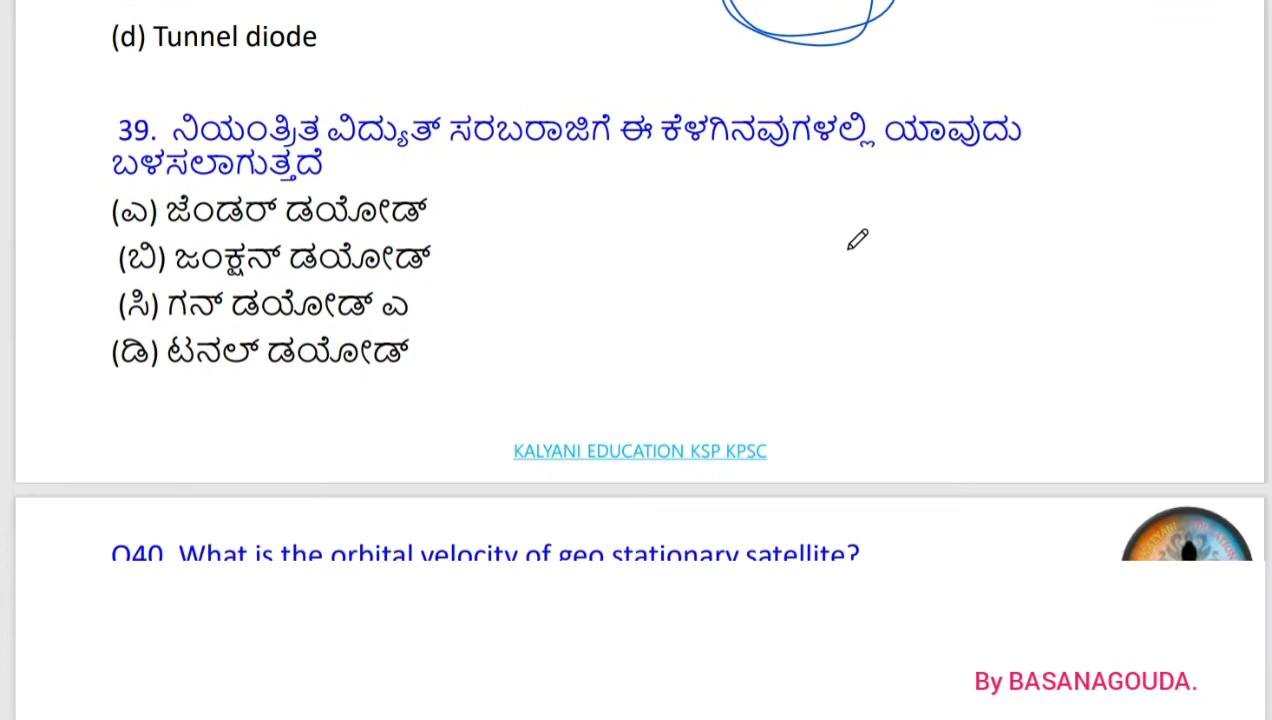 (d) Tunnel diode
39. ನಿಯಂತ್ರಿತ ವಿದ್ಯುತ್ ಸರಬರಾಜಿಗೆ ಈ ಕೆಳಗಿನವುಗಳಲ್ಲಿ ಯಾವುದು
ಬಳಸಲಾಗುತ್ತದೆ
(ಎ) ಜೆಂಡರ್ ಡಯೋಡ್
(ಬಿ) ಜಂಕ್ಷನ್ ಡಯೋಡ್
(ಸಿ) ಗನ್ ಡಯೋಡ್ ಎ
(ಡಿ) ಟನಲ್ ಡಯೋಡ್
KALYANI EDUCATION KSP KPSC
Q40. What is the orbital velocity of geo stationary satellite?
By BASANAGOUDA.